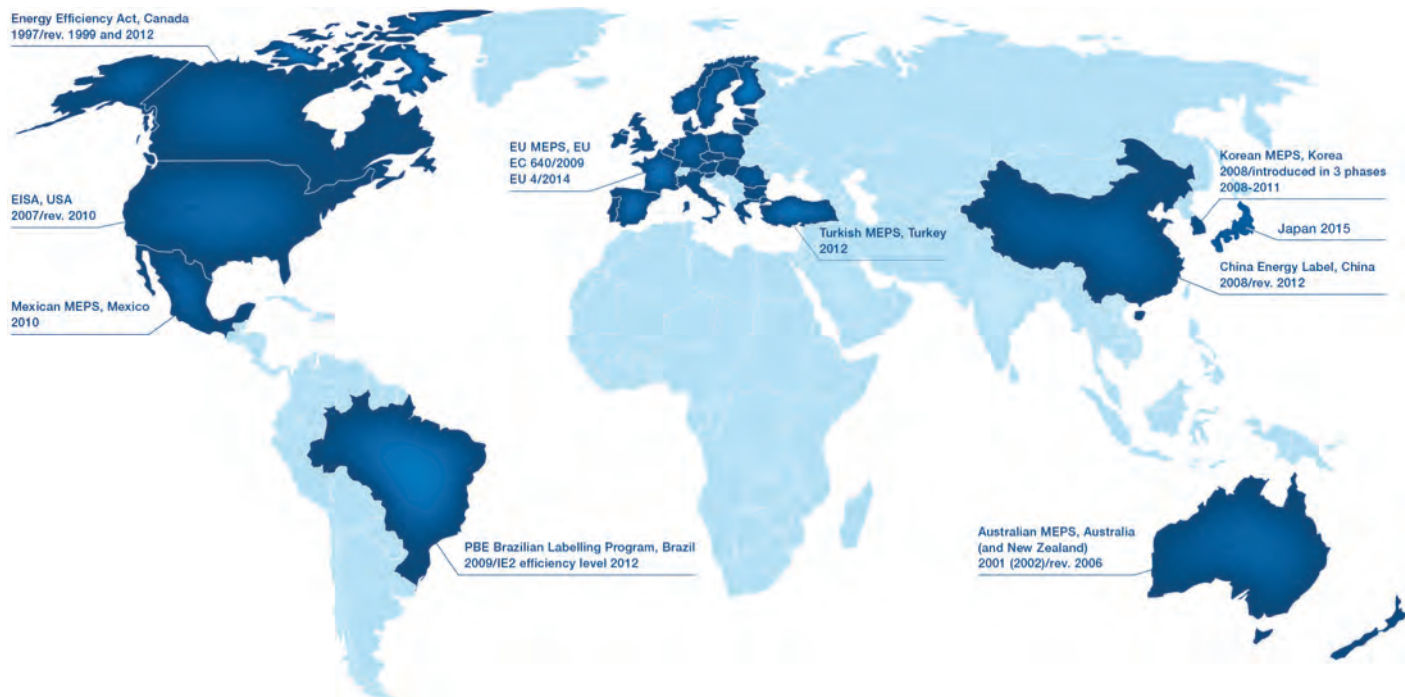 Energy Efficiency Act, Canada
1997/rev. 1999 and 2012
EISA, USA
2007/rev. 2010
Mexican MEPS, Mexico
2010
PBE Brazilian Labelling Program, Brazil
2009/IE2 efficiency level 2012
EU MEPS, EU
EC 640/2009
EU 4/2014
Turkish MEPS, Turkey
2012
Korean MEPS, Korea
2008/introduced in 3 phases
2008-2011
Japan 2015
China Energy Label, China
2008/rev. 2012
Australian MEPS, Australia
(and New Zealand)
2001 (2002)/rev. 2006